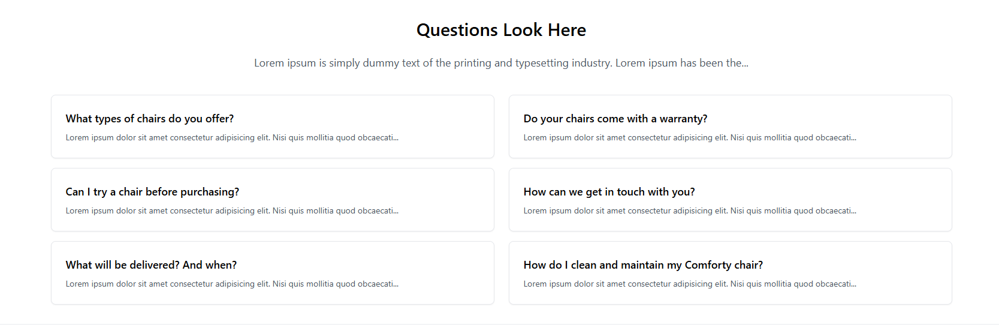 Questions Look Here
Lorem ipsum is simply dummy text of the printing and typesetting industry. Lorem ipsum has been the...
What types of chairs do you offer?
Lorem ipsum dolor sit amet consectetur adipisicing elit. Nisi quis mollitia quod obcaecati...
Do your chairs come with a warranty?
Lorem ipsum dolor sit amet consectetur adipisicing elit. Nisi quis mollitia quod obcaecati...
Can I try a chair before purchasing?
Lorem ipsum dolor sit amet consectetur adipisicing elit. Nisi quis mollitia quod obcaecati...
How can we get in touch with you?
Lorem ipsum dolor sit amet consectetur adipisicing elit. Nisi quis mollitia quod obcaecati...
What will be delivered? And when?
Lorem ipsum dolor sit amet consectetur adipisicing elit. Nisi quis mollitia quod obcaecati...
How do I clean and maintain my Comforty chair?
Lorem ipsum dolor sit amet consectetur adipisicing elit. Nisi quis mollitia quod obcaecati...